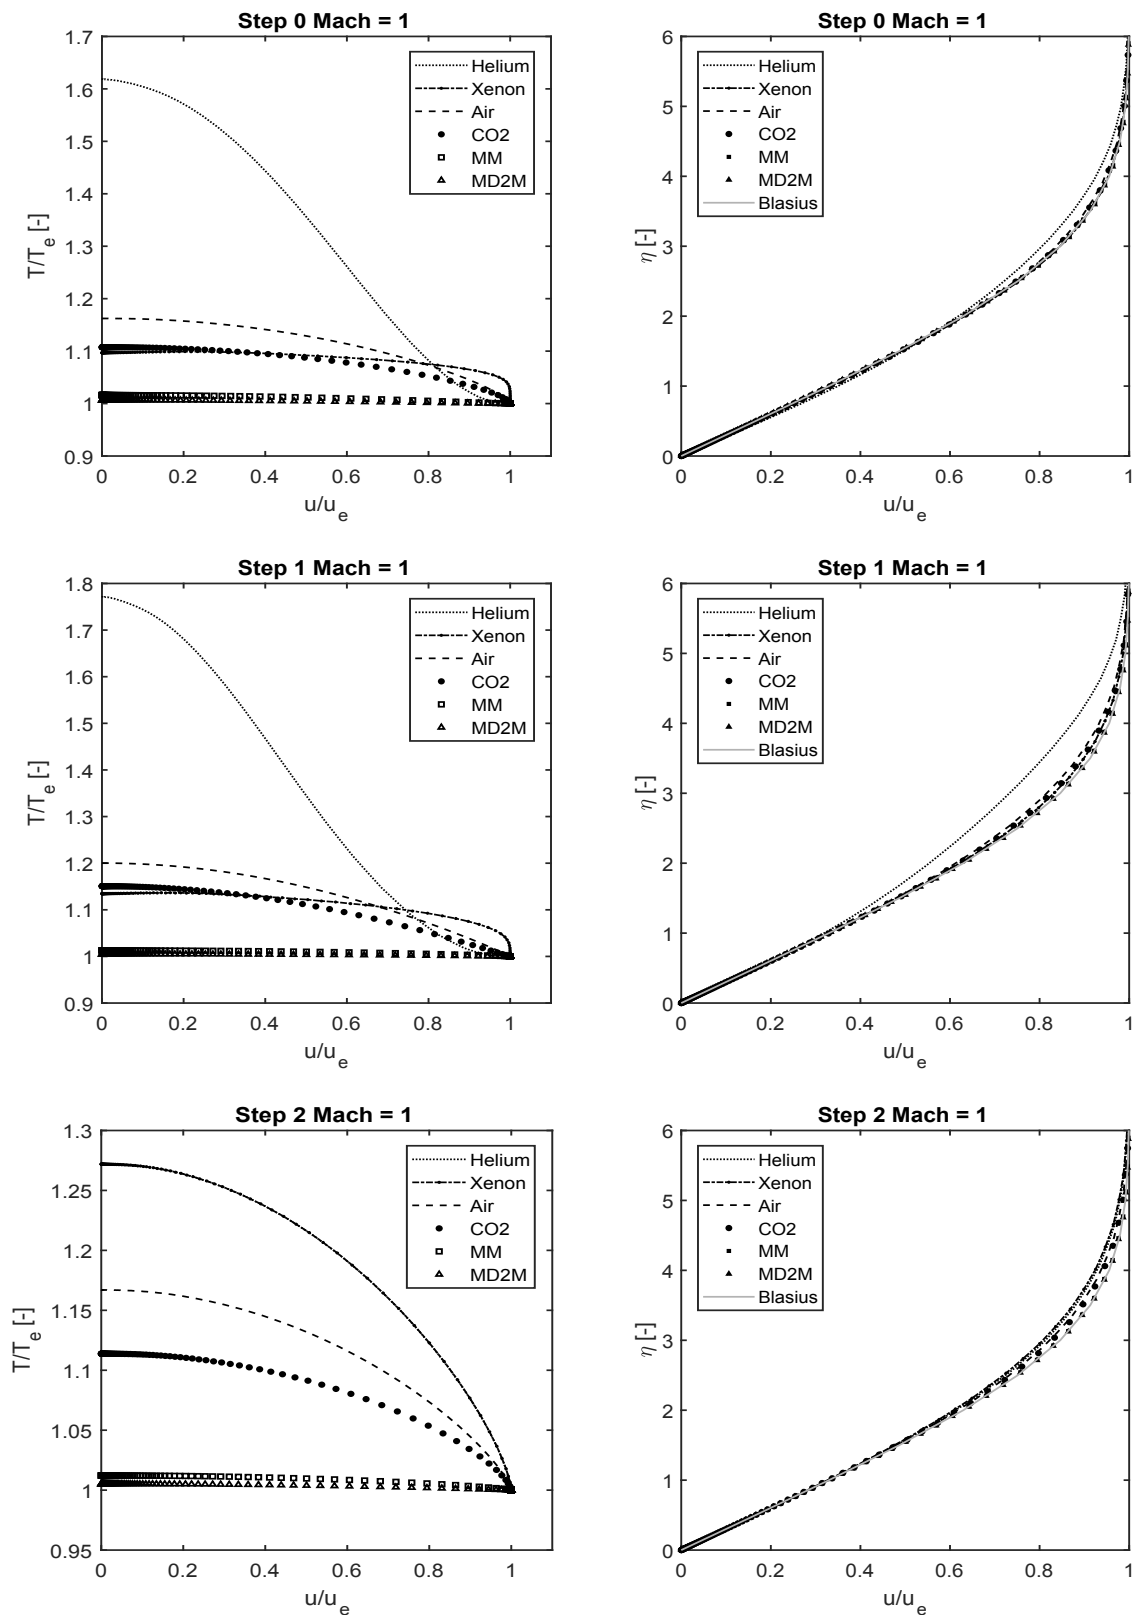 Step 0 Mach = 1
1.7
1.6
1.5
1.4
1.3
1.2
1.1
1
0.9
T/T_e [-]
Helium
Xenon
Air
CO2
MM
MD2M
0 0.2 0.4 0.6 0.8 1
u/u_e
Step 0 Mach = 1
6
5
4
3
2
1
0
η [-]
Helium
Xenon
Air
CO2
MM
MD2M
Blasius
0 0.2 0.4 0.6 0.8 1
u/u_e
Step 1 Mach = 1
1.8
1.7
1.6
1.5
1.4
1.3
1.2
1.1
1
0.9
T/T_e [-]
Helium
Xenon
Air
CO2
MM
MD2M
0 0.2 0.4 0.6 0.8 1
u/u_e
Step 1 Mach = 1
6
5
4
3
2
1
0
η [-]
Helium
Xenon
Air
CO2
MM
MD2M
Blasius
0 0.2 0.4 0.6 0.8 1
u/u_e
Step 2 Mach = 1
1.3
1.25
1.2
1.15
1.1
1.05
1
0.95
T/T_e [-]
Helium
Xenon
Air
CO2
MM
MD2M
0 0.2 0.4 0.6 0.8 1
u/u_e
Step 2 Mach = 1
6
5
4
3
2
1
0
η [-]
Helium
Xenon
Air
CO2
MM
MD2M
Blasius
0 0.2 0.4 0.6 0.8 1
u/u_e